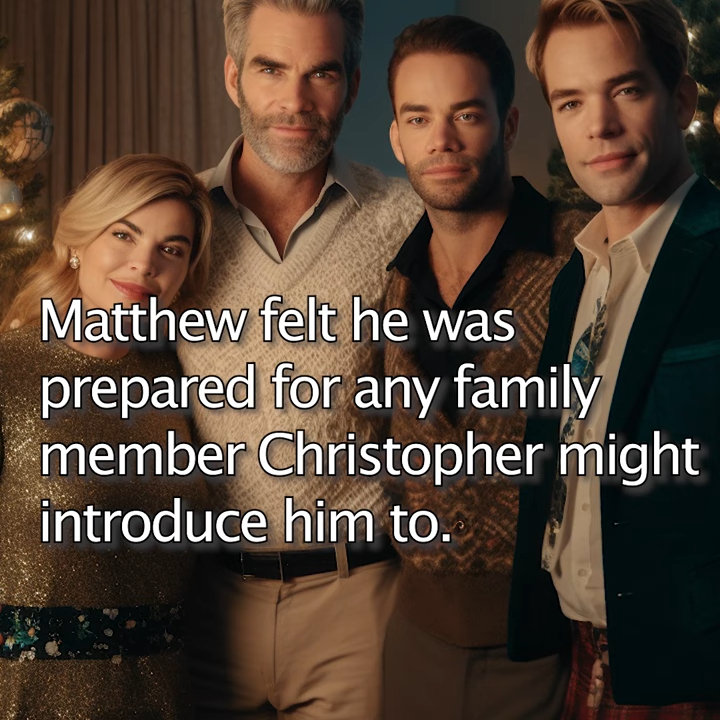 Matthew felt he was
prepared for any family
member Christopher might
introduce him to.